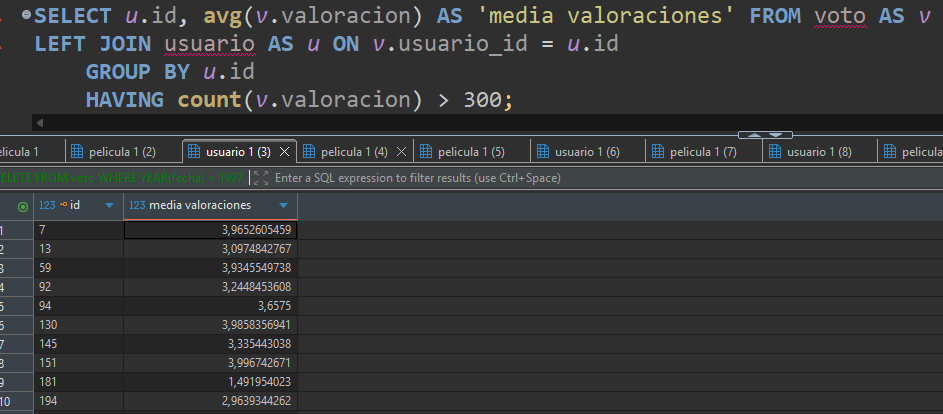 SELECT u.id, avg(v.valoracion) AS 'media valoraciones' FROM voto AS v
LEFT JOIN usuario AS u ON v.usuario_id = u.id
GROUP BY u.id
HAVING count(v.valoracion) > 300;
elicula 1 pelicula 1 (2) usuario 1 (3) pelicula 1 (4) pelicula 1 (5) usuario 1 (6) pelicula 1 (7) usuario 1 (8) pelicula
ELETE FROM voto WHERE YEAR(fecha) < 1997 Enter a SQL expression to filter results (use Ctrl+Space)
123 id 123 media valoraciones
1 7 3,9652605459
2 13 3,0974842767
3 59 3,9345549738
4 92 3,2448453608
5 94 3,6575
6 130 3,9858356941
7 145 3,335443038
8 151 3,996742671
9 181 1,491954023
10 194 2,9639344262